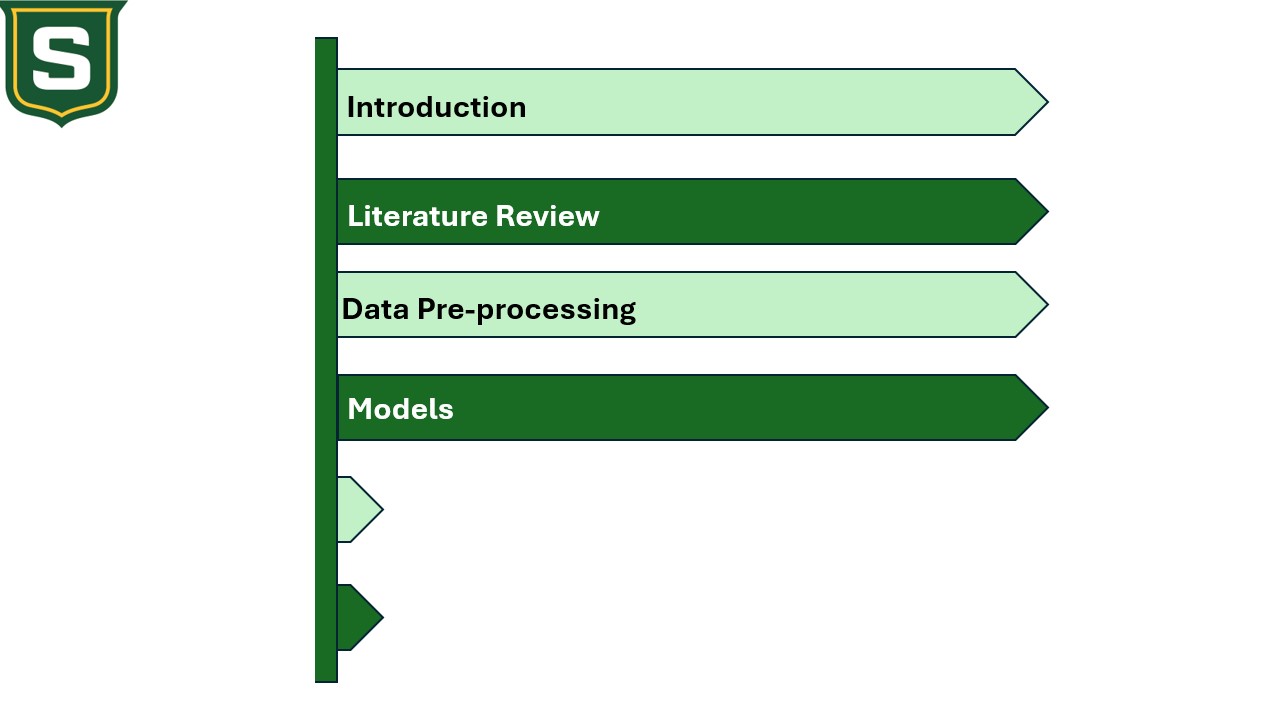 S
Introduction
Literature Review
Data Pre-processing
Models